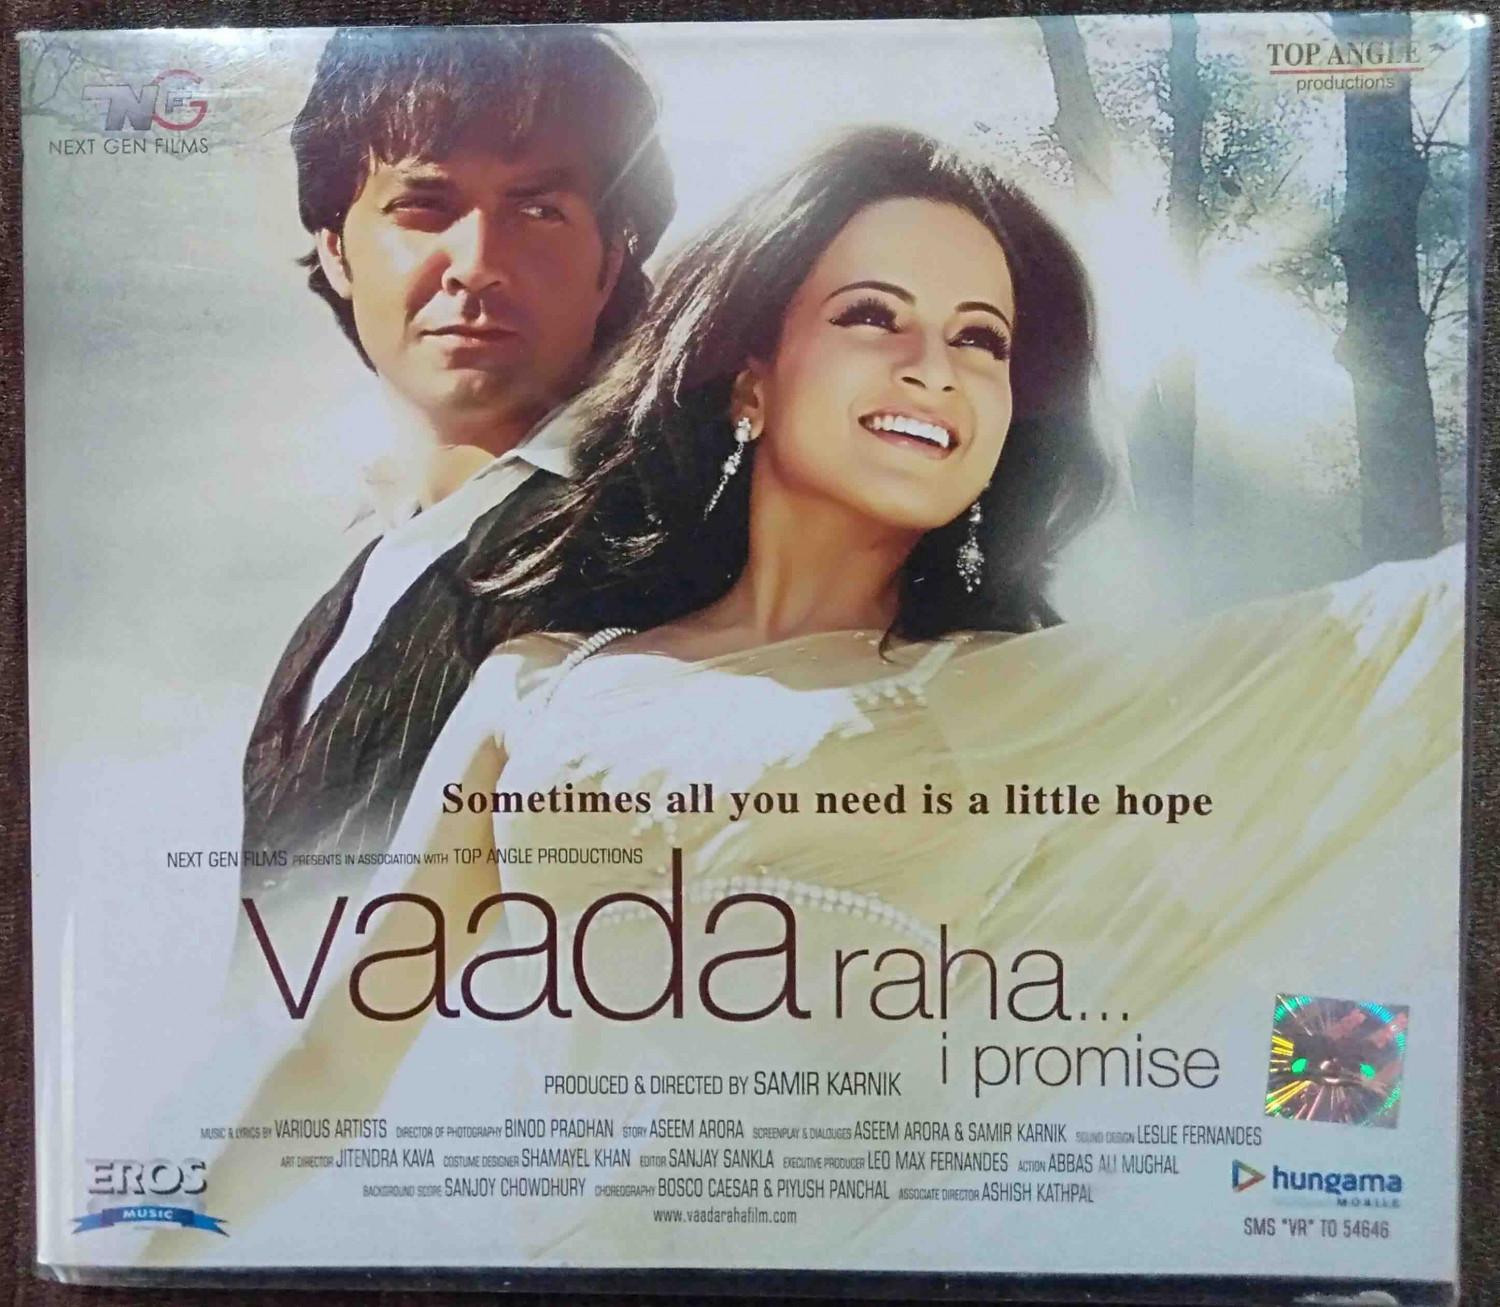 NG
NEXT GEN FILMS
TOP ANGLE
productions
Sometimes all you need is a little hope
NEXT GEN FILMS PRESENTS IN ASSOCIATION WITH TOP ANGLE PRODUCTIONS
vaada raha...
i promise
PRODUCED & DIRECTED BY SAMIR KARNIK
MUSIC & LYRICS BY VARIOUS ARTISTS DIRECTOR OF PHOTOGRAPHY BINOD PRADHAN STORY ASEEM ARORA SCREENPLAY & DIALOUGES ASEEM ARORA & SAMIR KARNIK SOUND DESIGN LESLIE FERNANDES
ART DIRECTOR JITENDRA KAVA COSTUME DESIGNER SHAMAYEL KHAN EDITOR SANJAY SANKLA EXECUTIVE PRODUCER LEO MAX FERNANDES ACTION ABBAS ALI MUGHAL
BACKGROUND SCORE SANJOY CHOWDHURY CHOREOGRAPHY BOSCO CAESAR & PIYUSH PANCHAL ASSOCIATE DIRECTOR ASHISH KATHPAL
www.vaadarahafilm.com
EROS
MUSIC
hungama
MOBILE
SMS "VR" TO 54646